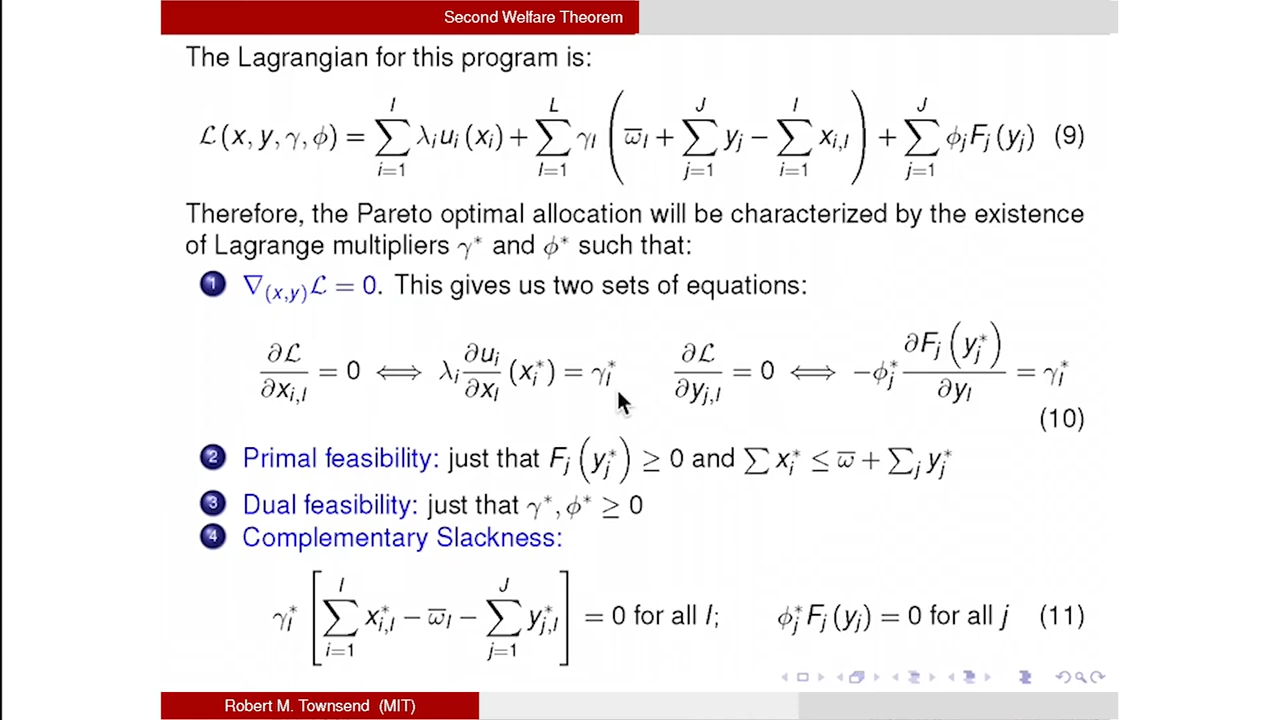 Second Welfare Theorem
The Lagrangian for this program is:
ℒ(x, y, γ, ϕ) = ∑_{i=1}^{I} λ_i u_i (x_i) + ∑_{l=1}^{L} γ_l ( ω̅_l + ∑_{j=1}^{J} y_j − ∑_{i=1}^{I} x_{i,l} ) + ∑_{j=1}^{J} ϕ_j F_j (y_j) (9)
Therefore, the Pareto optimal allocation will be characterized by the existence
of Lagrange multipliers γ* and ϕ* such that:
1 ∇_{(x,y)}ℒ = 0. This gives us two sets of equations:
∂ℒ/∂x_{i,l} = 0 ⟺ λ_i ∂u_i/∂x_l (x_i*) = γ_l* ∂ℒ/∂y_{j,l} = 0 ⟺ −ϕ_j* ∂F_j (y_j*)/∂y_l = γ_l*
(10)
2 Primal feasibility: just that F_j (y_j*) ≥ 0 and ∑ x_i* ≤ ω̅ + ∑_j y_j*
3 Dual feasibility: just that γ*, ϕ* ≥ 0
4 Complementary Slackness:
γ_l* [ ∑_{i=1}^{I} x_{i,l}* − ω̅_l − ∑_{j=1}^{J} y_{j,l}* ] = 0 for all l; ϕ_j* F_j (y_j) = 0 for all j (11)
Robert M. Townsend (MIT)